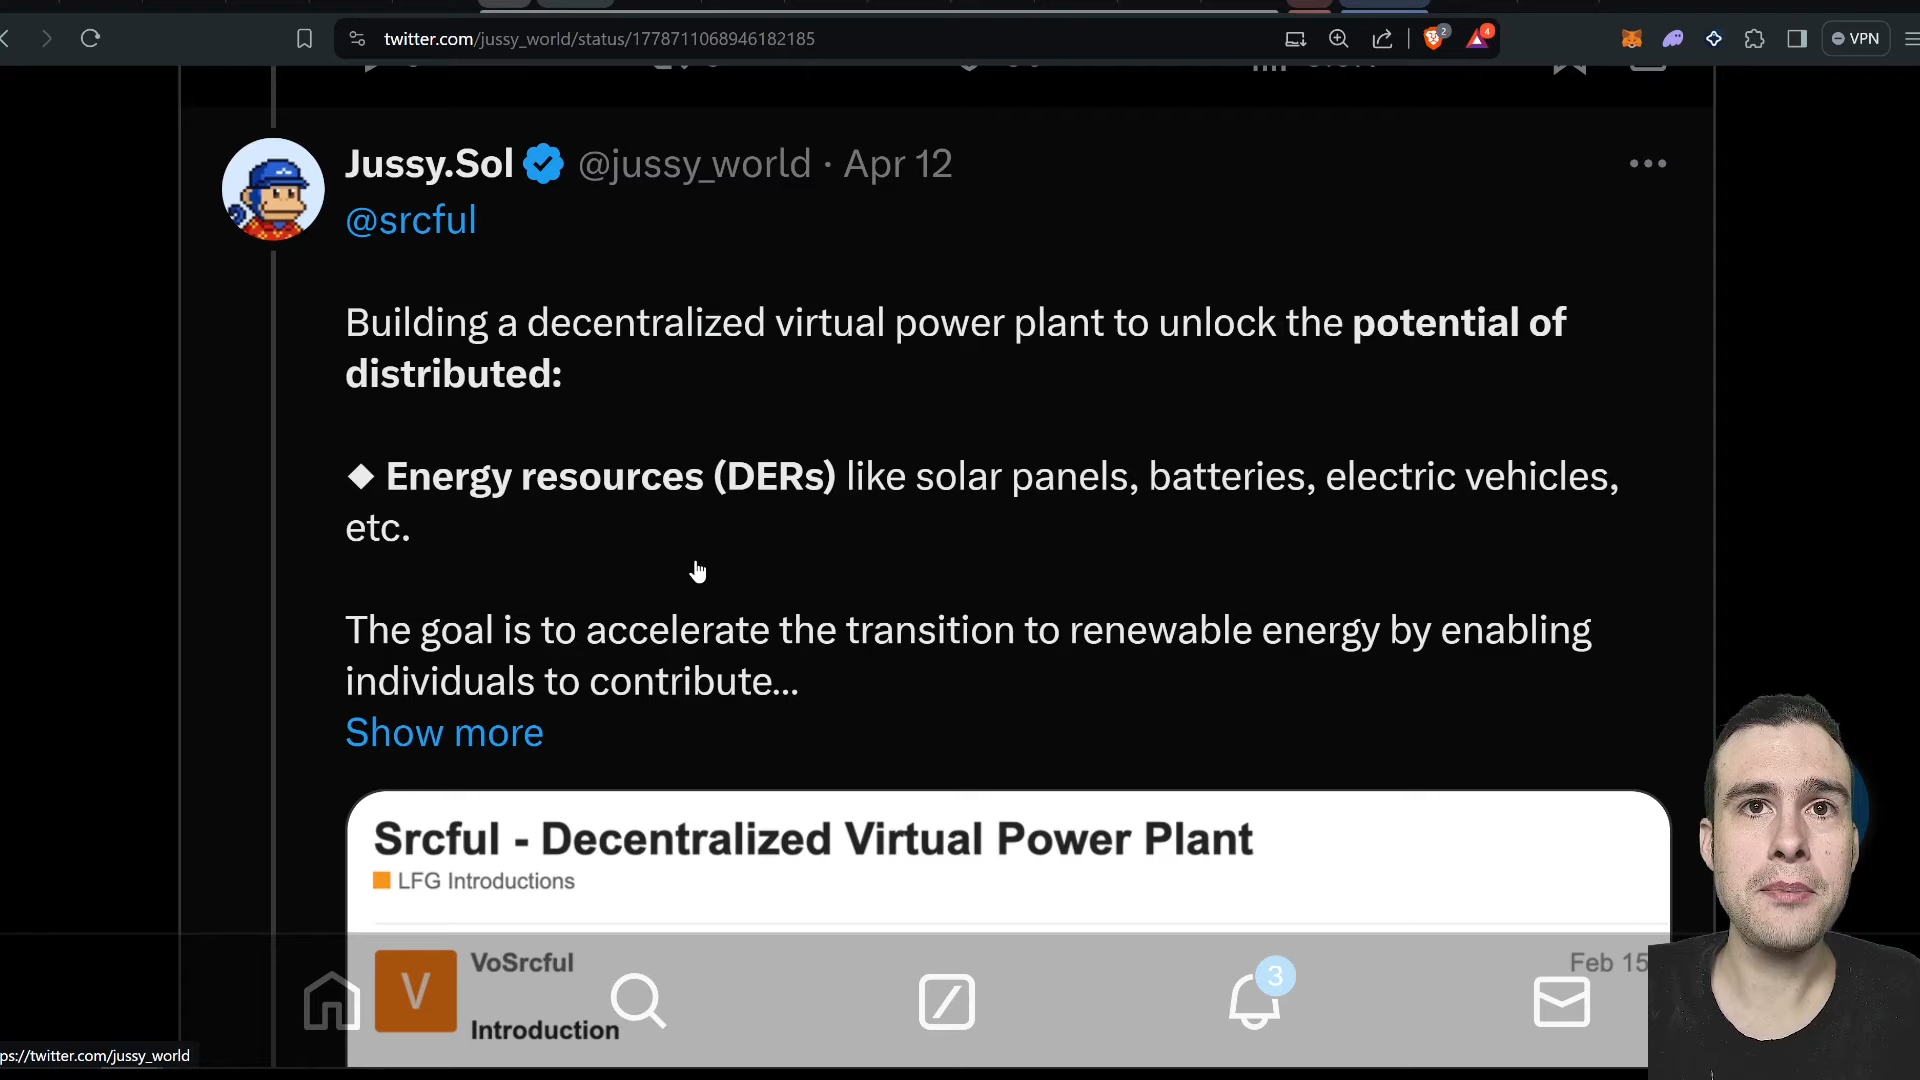 twitter.com/jussy_world/status/1778711068946182185
2
4
VPN
Jussy.Sol @jussy_world · Apr 12
@srcful
Building a decentralized virtual power plant to unlock the potential of
distributed:
◆ Energy resources (DERs) like solar panels, batteries, electric vehicles,
etc.
The goal is to accelerate the transition to renewable energy by enabling
individuals to contribute...
Show more
Srcful - Decentralized Virtual Power Plant
LFG Introductions
V
VoSrcful
Feb 15
3
Introduction
ps://twitter.com/jussy_world